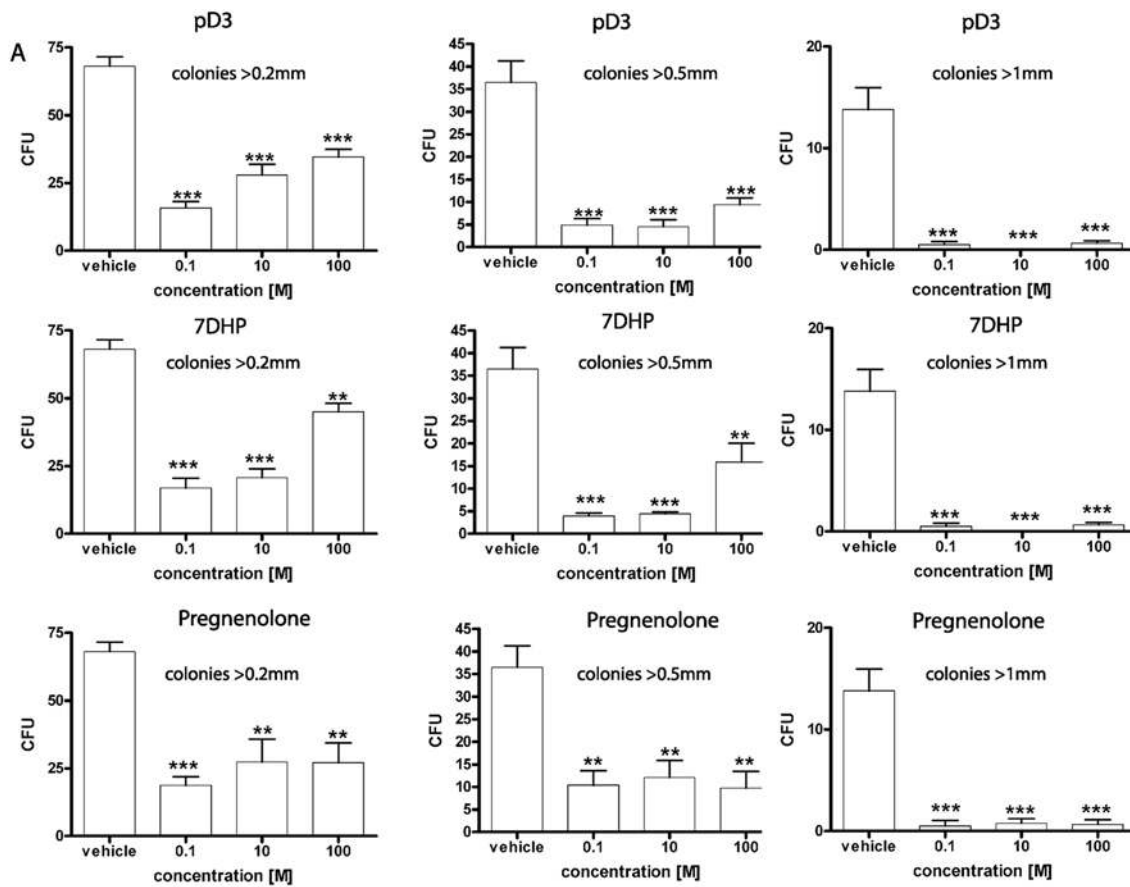 A
pD3
colonies >0.2mm
75
50
25
0
CFU
***
***
***
vehicle
0.1
10
100
concentration [M]
pD3
colonies >0.5mm
45
40
35
30
25
20
15
10
5
0
CFU
***
***
***
vehicle
0.1
10
100
concentration [M]
pD3
colonies >1mm
20
10
0
CFU
***
***
***
vehicle
0.1
10
100
concentration [M]
7DHP
colonies >0.2mm
75
50
25
0
CFU
***
***
**
vehicle
0.1
10
100
concentration [M]
7DHP
colonies >0.5mm
45
40
35
30
25
20
15
10
5
0
CFU
***
***
**
vehicle
0.1
10
100
concentration [M]
7DHP
colonies >1mm
20
10
0
CFU
***
***
***
vehicle
0.1
10
100
concentration [M]
Pregnenolone
colonies >0.2mm
75
50
25
0
CFU
***
**
**
vehicle
0.1
10
100
concentration [M]
Pregnenolone
colonies >0.5mm
45
40
35
30
25
20
15
10
5
0
CFU
**
**
**
vehicle
0.1
10
100
concentration [M]
Pregnenolone
colonies >1mm
20
10
0
CFU
***
***
***
vehicle
0.1
10
100
concentration [M]